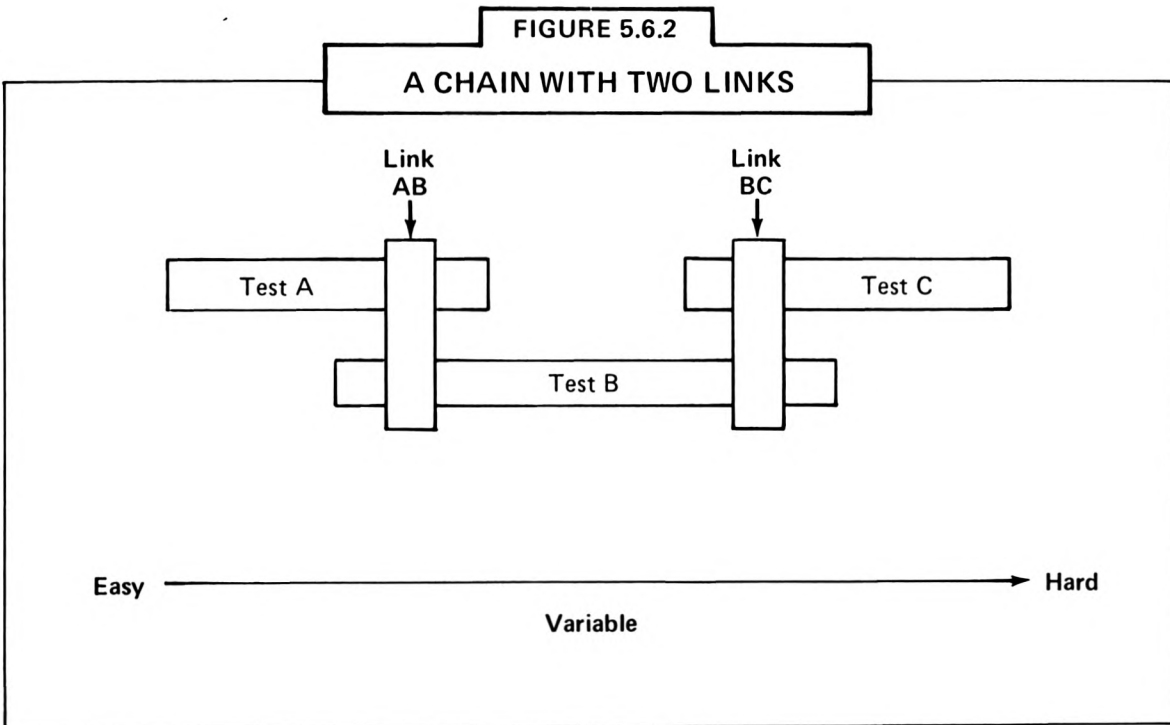 FIGURE 5.6.2
A CHAIN WITH TWO LINKS
Link
AB
Link
BC
Test A
Test C
Test B
Easy
Hard
Variable